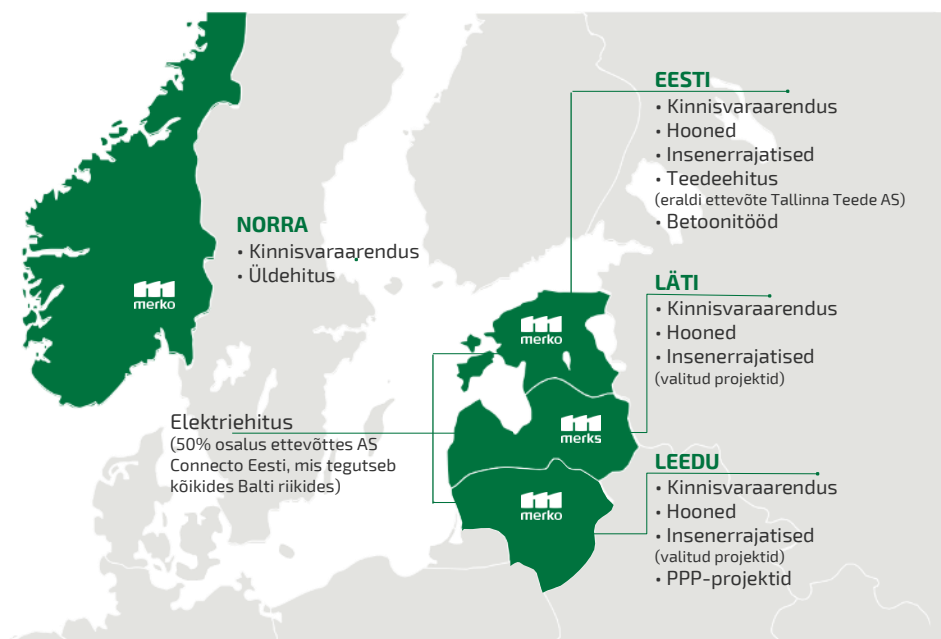 NORRA
• Kinnisvaraarendus
• Üldehitus
merko
Elektriehitus
(50% osalus ettevõttes AS
Connecto Eesti, mis tegutseb
kõikides Balti riikides)
merko
merks
merko
EESTI
• Kinnisvaraarendus
• Hooned
• Insenerrajatised
• Teedeehitus
(eraldi ettevõte Tallinna Teede AS)
• Betoonitööd
LÄTI
• Kinnisvaraarendus
• Hooned
• Insenerrajatised
(valitud projektid)
LEEDU
• Kinnisvaraarendus
• Hooned
• Insenerrajatised
(valitud projektid)
• PPP-projektid